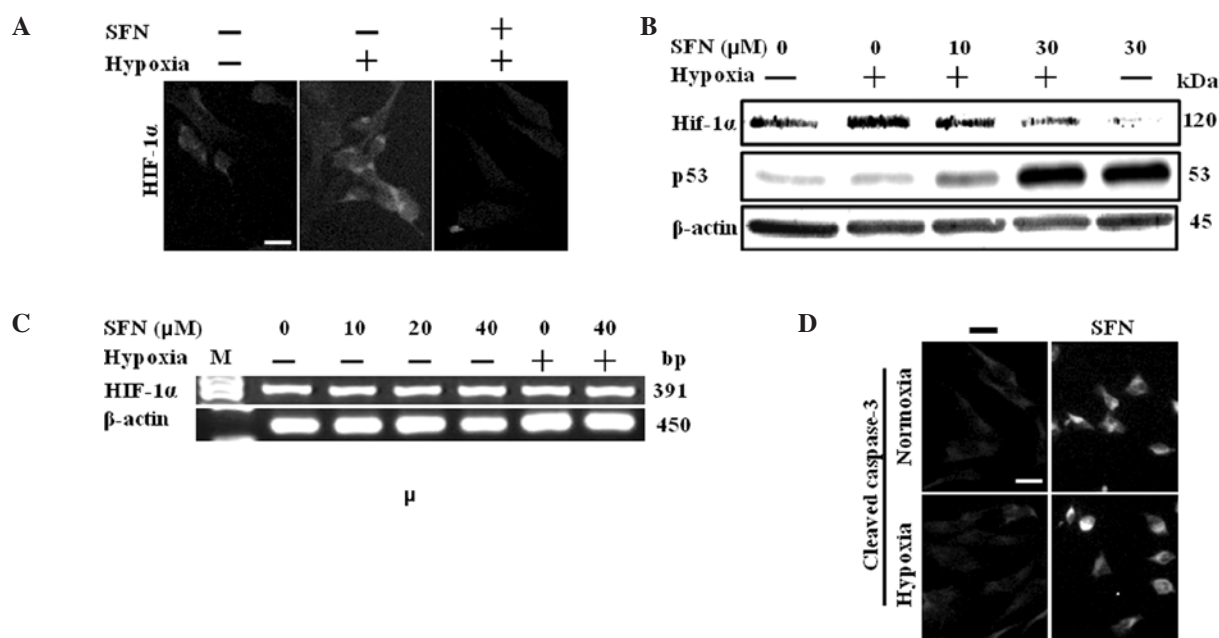 A
SFN − − +
Hypoxia − + +
HIF-1α
B
SFN (μM) 0 0 10 30 30
Hypoxia − + + + − kDa
Hif-1α 120
p53 53
β-actin 45
C
SFN (μM) 0 10 20 40 0 40
Hypoxia M − − − − + + bp
HIF-1α 391
β-actin 450
μ
D
− SFN
Cleaved caspase-3
Normoxia
Hypoxia